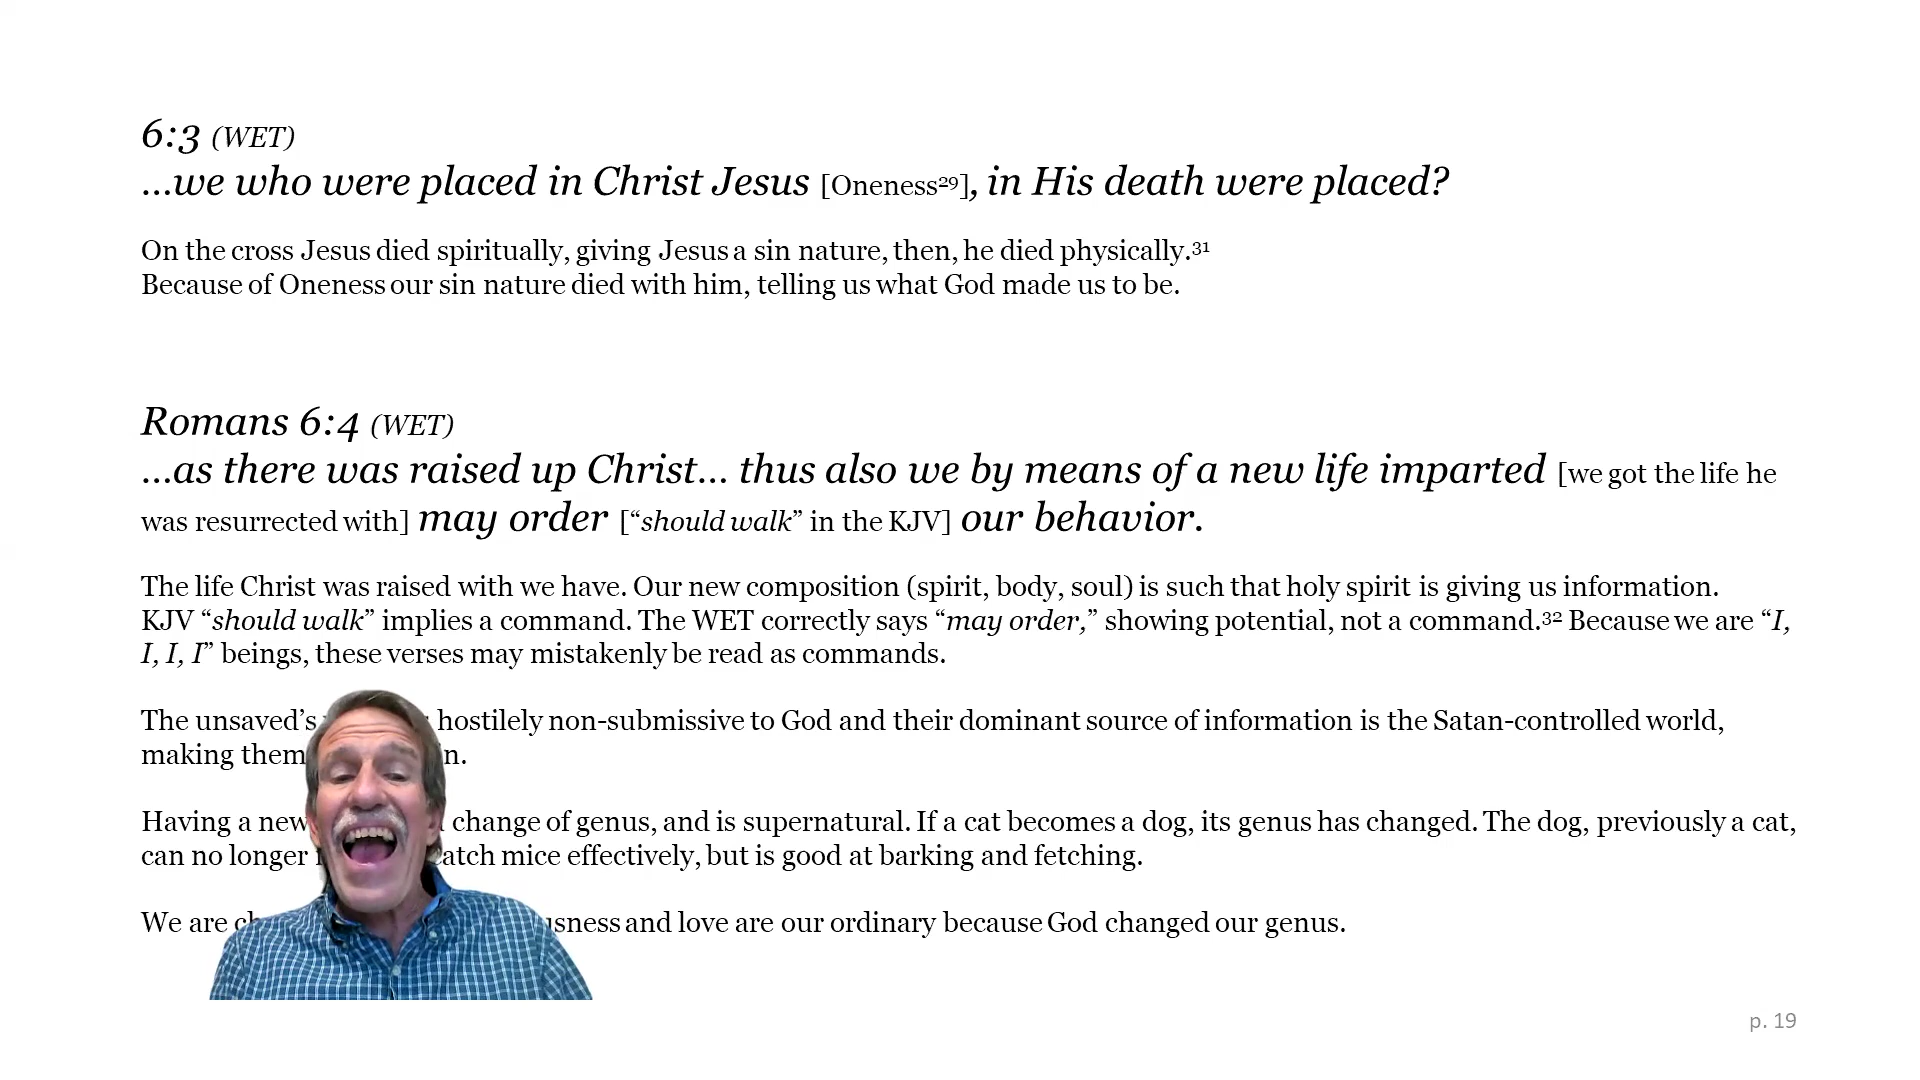 6:3 (WET)
...we who were placed in Christ Jesus [Oneness²⁹], in His death were placed?
On the cross Jesus died spiritually, giving Jesus a sin nature, then, he died physically.³¹
Because of Oneness our sin nature died with him, telling us what God made us to be.
Romans 6:4 (WET)
...as there was raised up Christ... thus also we by means of a new life imparted [we got the life he
was resurrected with] may order [“should walk” in the KJV] our behavior.
The life Christ was raised with we have. Our new composition (spirit, body, soul) is such that holy spirit is giving us information.
KJV “should walk” implies a command. The WET correctly says “may order,” showing potential, not a command.³² Because we are “I,
I, I, I” beings, these verses may mistakenly be read as commands.
The unsaved’s hostilely non-submissive to God and their dominant source of information is the Satan-controlled world,
making them
Having a new change of genus, and is supernatural. If a cat becomes a dog, its genus has changed. The dog, previously a cat,
can no longer catch mice effectively, but is good at barking and fetching.
We are and love are our ordinary because God changed our genus.
p. 19